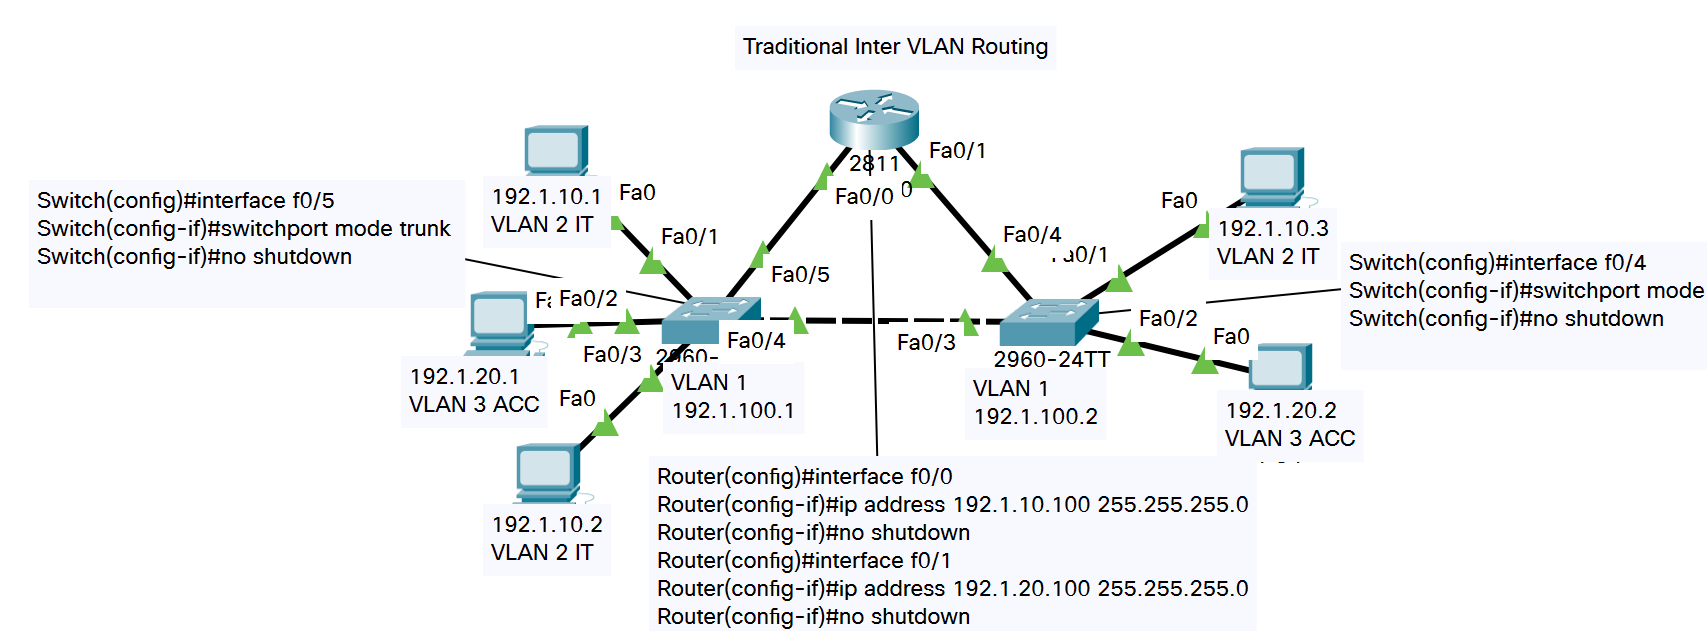 Traditional Inter VLAN Routing
2811
Fa0/1
Fa0/0
0
192.1.10.1
VLAN 2 IT
Fa0
Fa0/1
Switch(config)#interface f0/5
Switch(config-if)#switchport mode trunk
Switch(config-if)#no shutdown
Fa0/5
Fa0/4
Fa0/1
Fa0
192.1.10.3
VLAN 2 IT
Switch(config)#interface f0/4
Switch(config-if)#switchport mode
Switch(config-if)#no shutdown
Fa0/2
Fa0/3
192.1.20.1
VLAN 3 ACC
2960-
Fa0/4
VLAN 1
192.1.100.1
Fa0
192.1.10.2
VLAN 2 IT
Fa0/3
2960-24TT
VLAN 1
192.1.100.2
Fa0/2
Fa0
192.1.20.2
VLAN 3 ACC
Router(config)#interface f0/0
Router(config-if)#ip address 192.1.10.100 255.255.255.0
Router(config-if)#no shutdown
Router(config)#interface f0/1
Router(config-if)#ip address 192.1.20.100 255.255.255.0
Router(config-if)#no shutdown